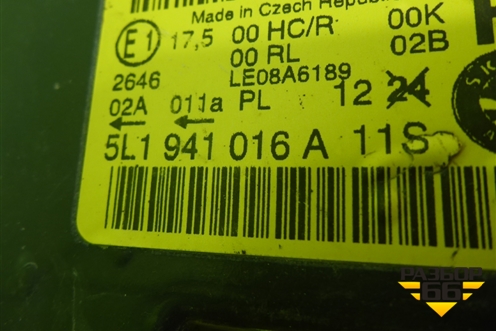 Made in Czech Republic
E1 17,5 00 HC/R 00K
00 RL 02B
2646 LE08A6189
02A 011a PL 12 24
5L1 941 016 A 11S
РАЗБОР
66